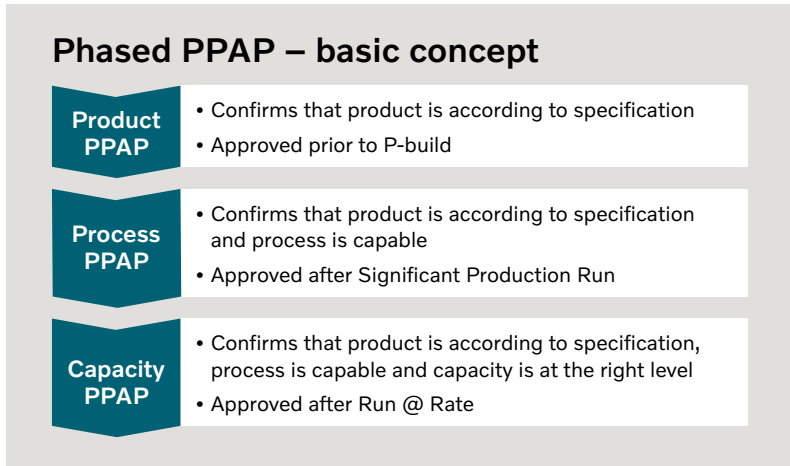 Phased PPAP – basic concept
Product
PPAP
• Confirms that product is according to specification
• Approved prior to P-build
Process
PPAP
• Confirms that product is according to specification
and process is capable
• Approved after Significant Production Run
Capacity
PPAP
• Confirms that product is according to specification,
process is capable and capacity is at the right level
• Approved after Run @ Rate